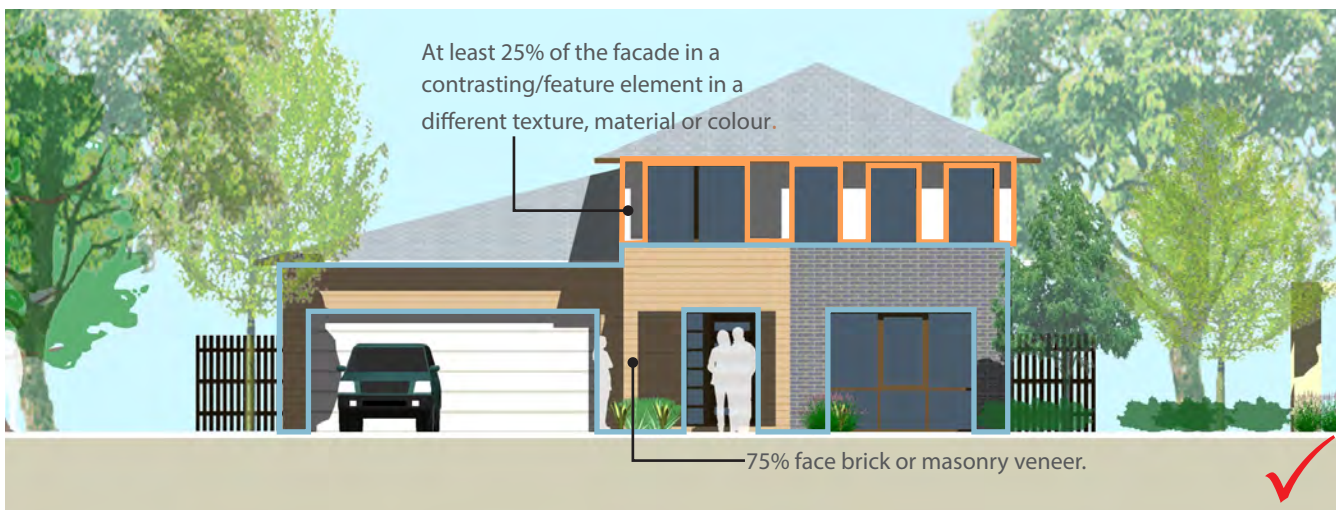 At least 25% of the facade in a
contrasting/feature element in a
different texture, material or colour.
75% face brick or masonry veneer.